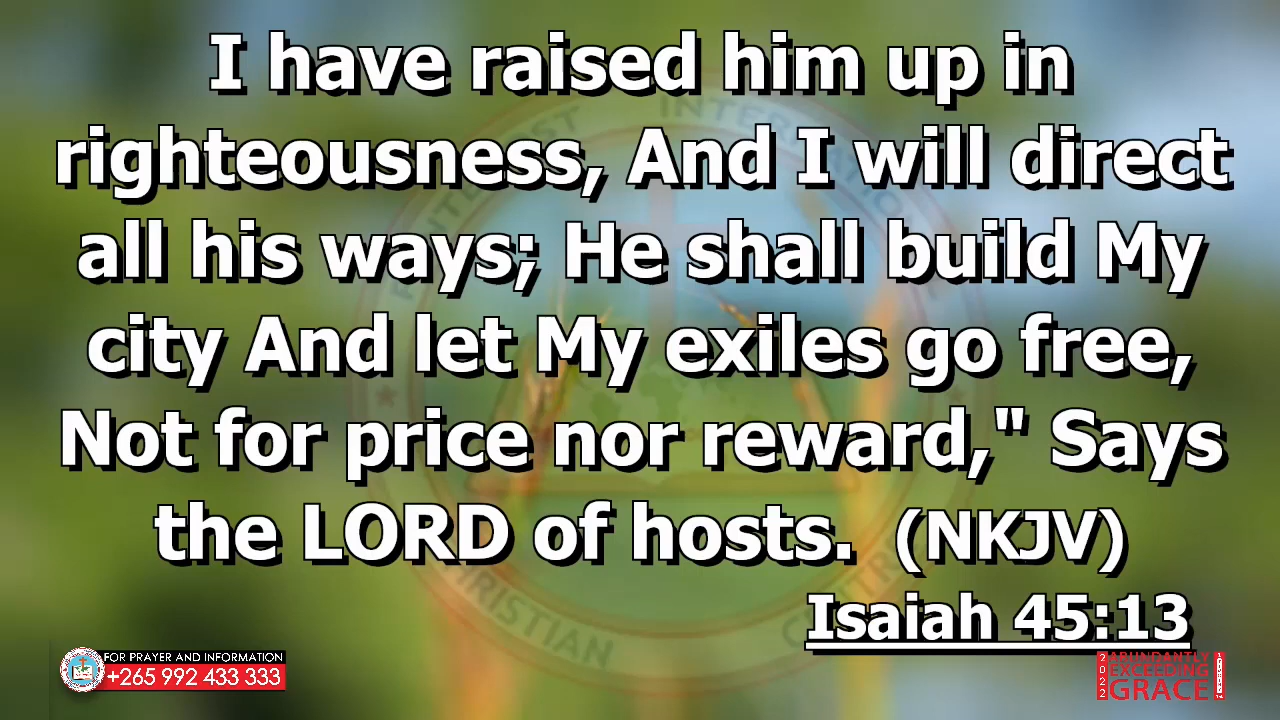 I have raised him up in
righteousness, And I will direct
all his ways; He shall build My
city And let My exiles go free,
Not for price nor reward," Says
the LORD of hosts. (NKJV)
Isaiah 45:13
FOR PRAYER AND INFORMATION
+265 992 433 333
2022
ABUNDANTLY
EXCEEDING
GRACE
INTERNATIONAL
CHRISTIAN